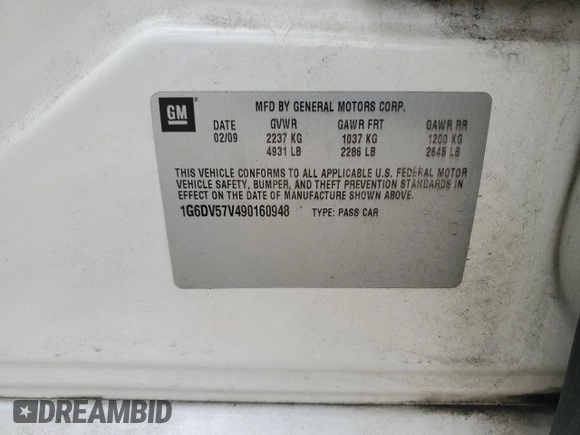 GM
MFD BY GENERAL MOTORS CORP.
DATE GVWR GAWR FRT GAWR RR
02/09 2237 KG 1037 KG 1200 KG
4931 LB 2286 LB 2645 LB
THIS VEHICLE CONFORMS TO ALL APPLICABLE U.S. FEDERAL MOTOR
VEHICLE SAFETY, BUMPER, AND THEFT PREVENTION STANDARDS IN
EFFECT ON THE DATE OF MANUFACTURE SHOWN ABOVE.
1G6DV57V490160948 TYPE: PASS CAR
DREAMBID